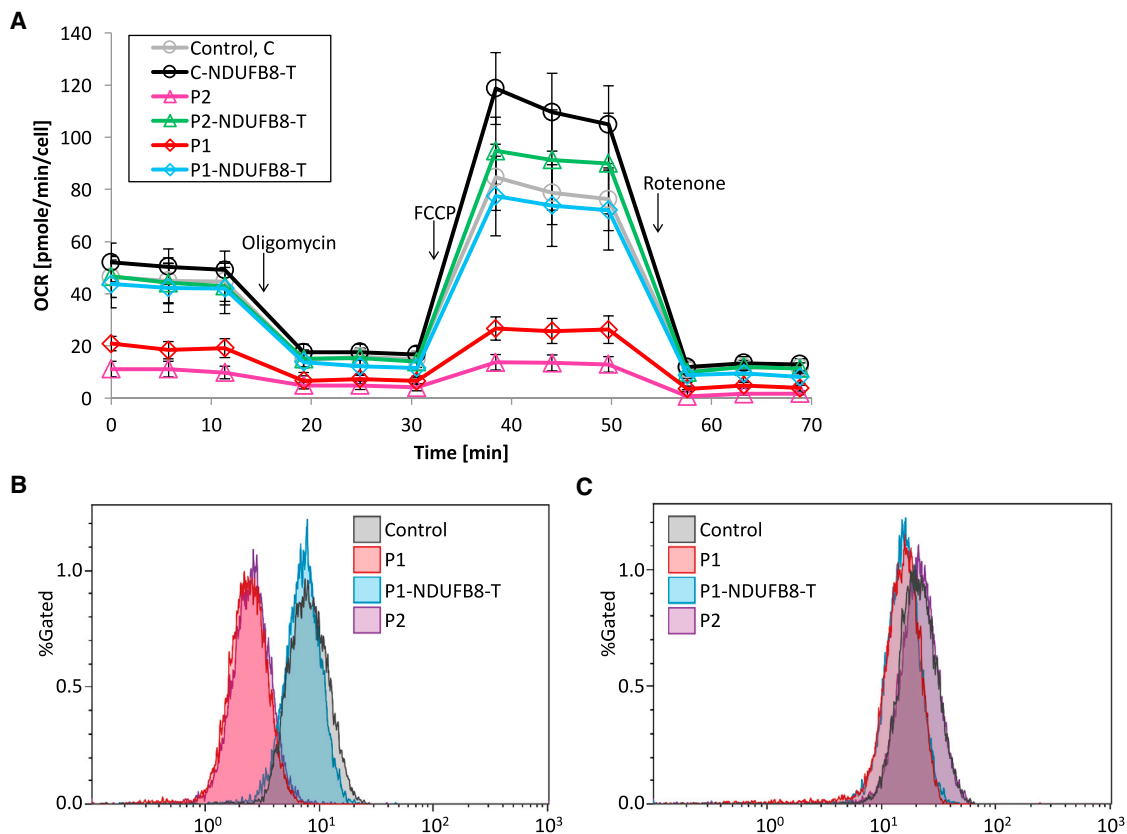 A
140
120
100
80
60
40
20
0
OCR [pmole/min/cell]
Control, C
C-NDUFB8-T
P2
P2-NDUFB8-T
P1
P1-NDUFB8-T
Oligomycin
FCCP
Rotenone
0 10 20 30 40 50 60 70
Time [min]
B
%Gated
1.0
0.5
0.0
Control
P1
P1-NDUFB8-T
P2
10⁰ 10¹ 10² 10³
C
%Gated
1.0
0.5
0.0
Control
P1
P1-NDUFB8-T
P2
10⁰ 10¹ 10² 10³